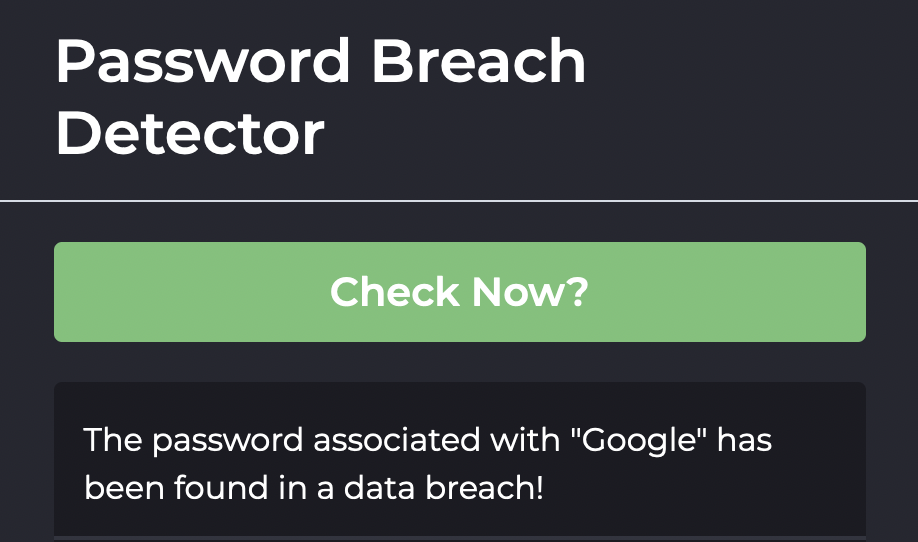 Password Breach
Detector
Check Now?
The password associated with "Google" has
been found in a data breach!